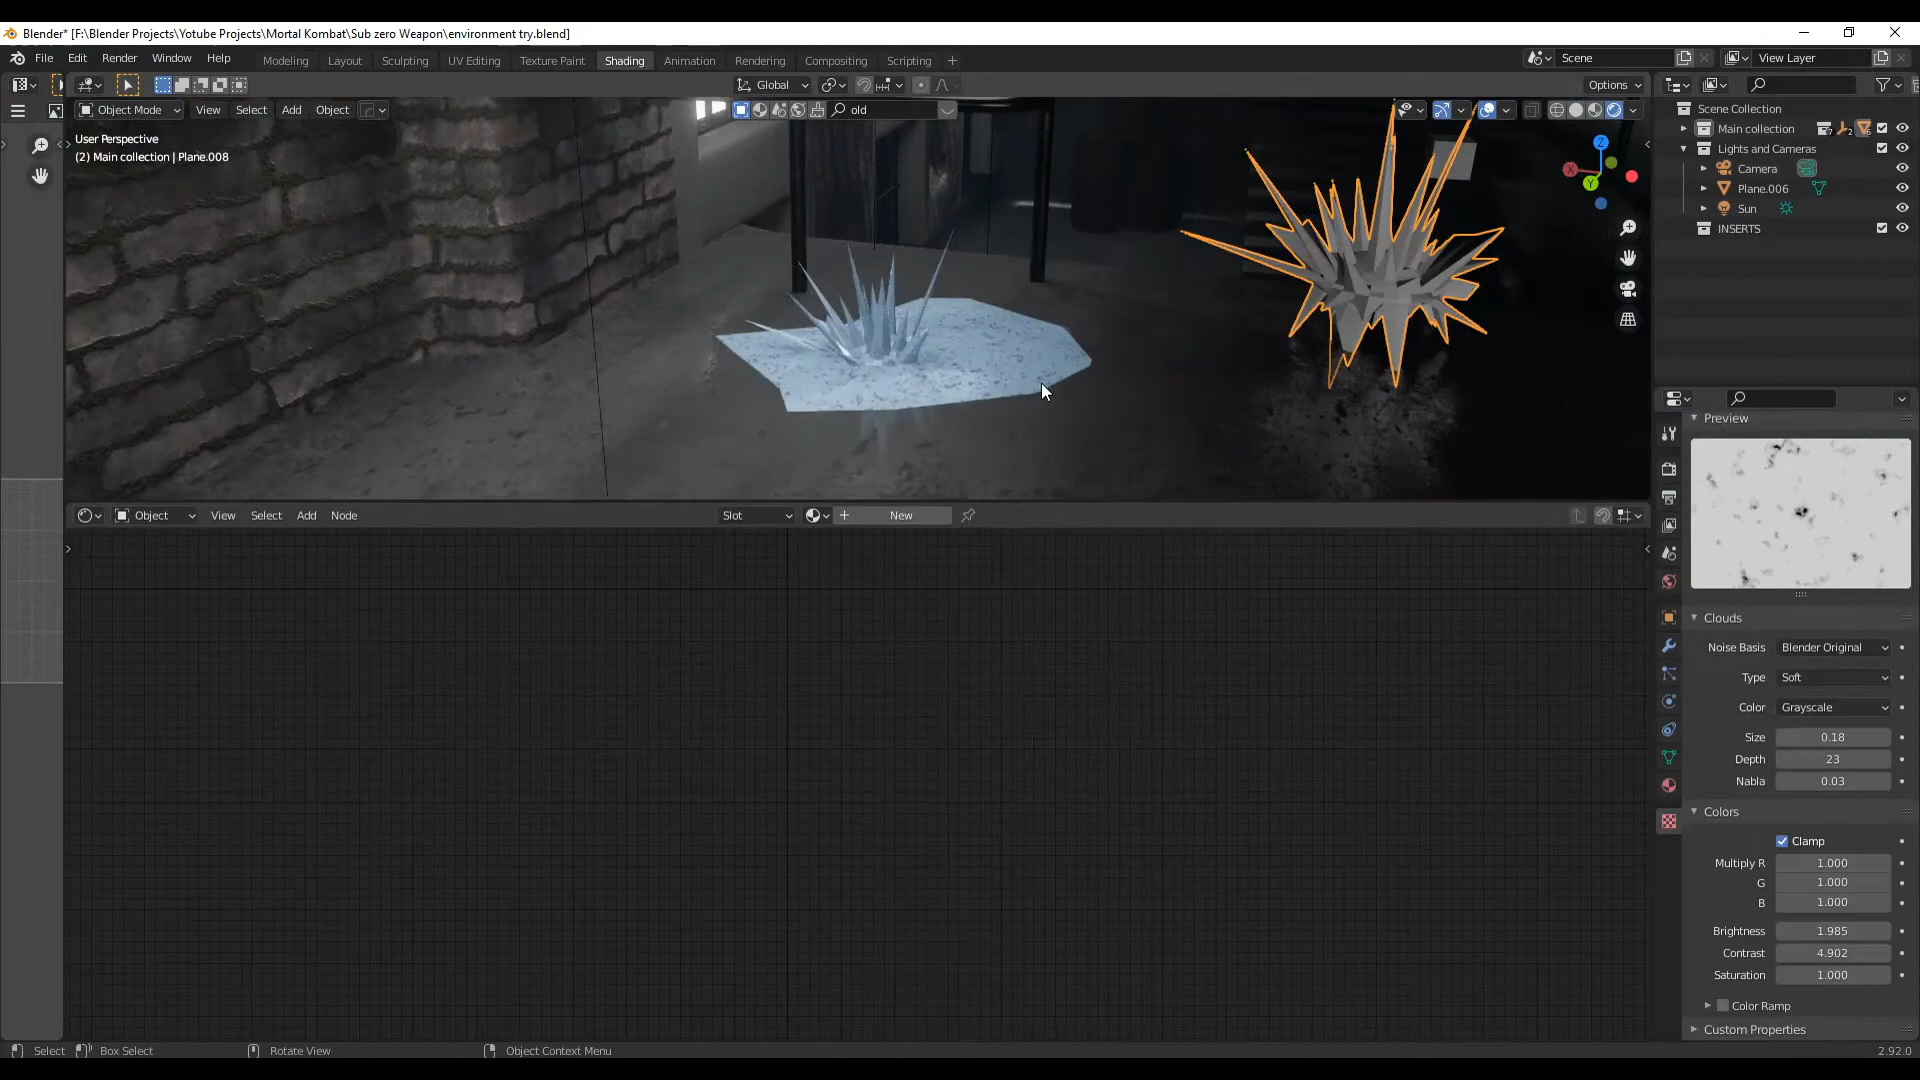 Blender* [F:\Blender Projects\Yotube Projects\Mortal Kombat\Sub zero Weapon\environment try.blend]
File Edit Render Window Help Modeling Layout Sculpting UV Editing Texture Paint Shading Animation Rendering Compositing Scripting + Scene View Layer
Global Options
Object Mode View Select Add Object old
User Perspective
(2) Main collection | Plane.008
X
Y
Z
Scene Collection
Main collection
Lights and Cameras
Camera
Plane.006
Sun
INSERTS
Object View Select Add Node Slot + New
Preview
Clouds
Noise Basis Blender Original
Type Soft
Color Grayscale
Size 0.18
Depth 23
Nabla 0.03
Colors
Clamp
Multiply R 1.000
G 1.000
B 1.000
Brightness 1.985
Contrast 4.902
Saturation 1.000
Color Ramp
Custom Properties
Select Box Select Rotate View Object Context Menu 2.92.0